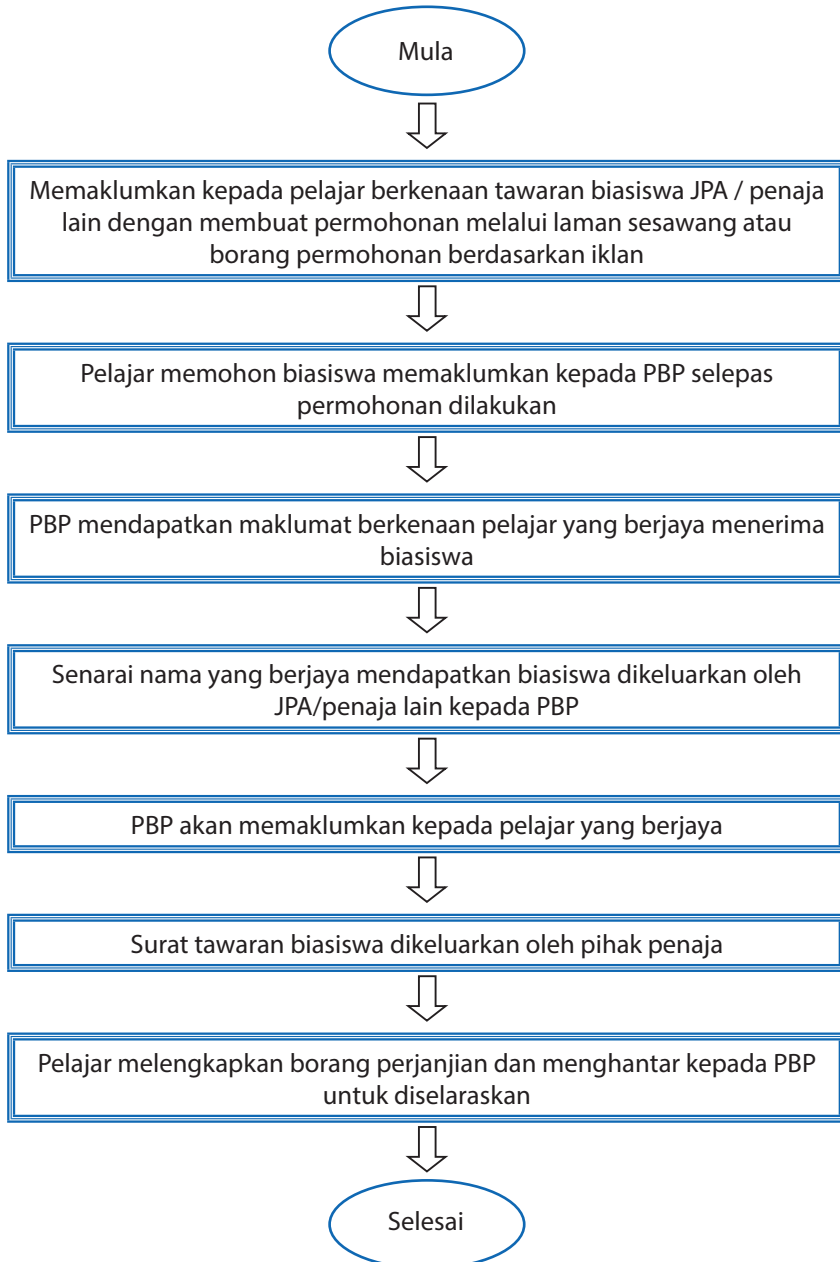 Mula
Memaklumkan kepada pelajar berkenaan tawaran biasiswa JPA / penaja
lain dengan membuat permohonan melalui laman sesawang atau
borang permohonan berdasarkan iklan
Pelajar memohon biasiswa memaklumkan kepada PBP selepas
permohonan dilakukan
PBP mendapatkan maklumat berkenaan pelajar yang berjaya menerima
biasiswa
Senarai nama yang berjaya mendapatkan biasiswa dikeluarkan oleh
JPA/penaja lain kepada PBP
PBP akan memaklumkan kepada pelajar yang berjaya
Surat tawaran biasiswa dikeluarkan oleh pihak penaja
Pelajar melengkapkan borang perjanjian dan menghantar kepada PBP
untuk diselaraskan
Selesai